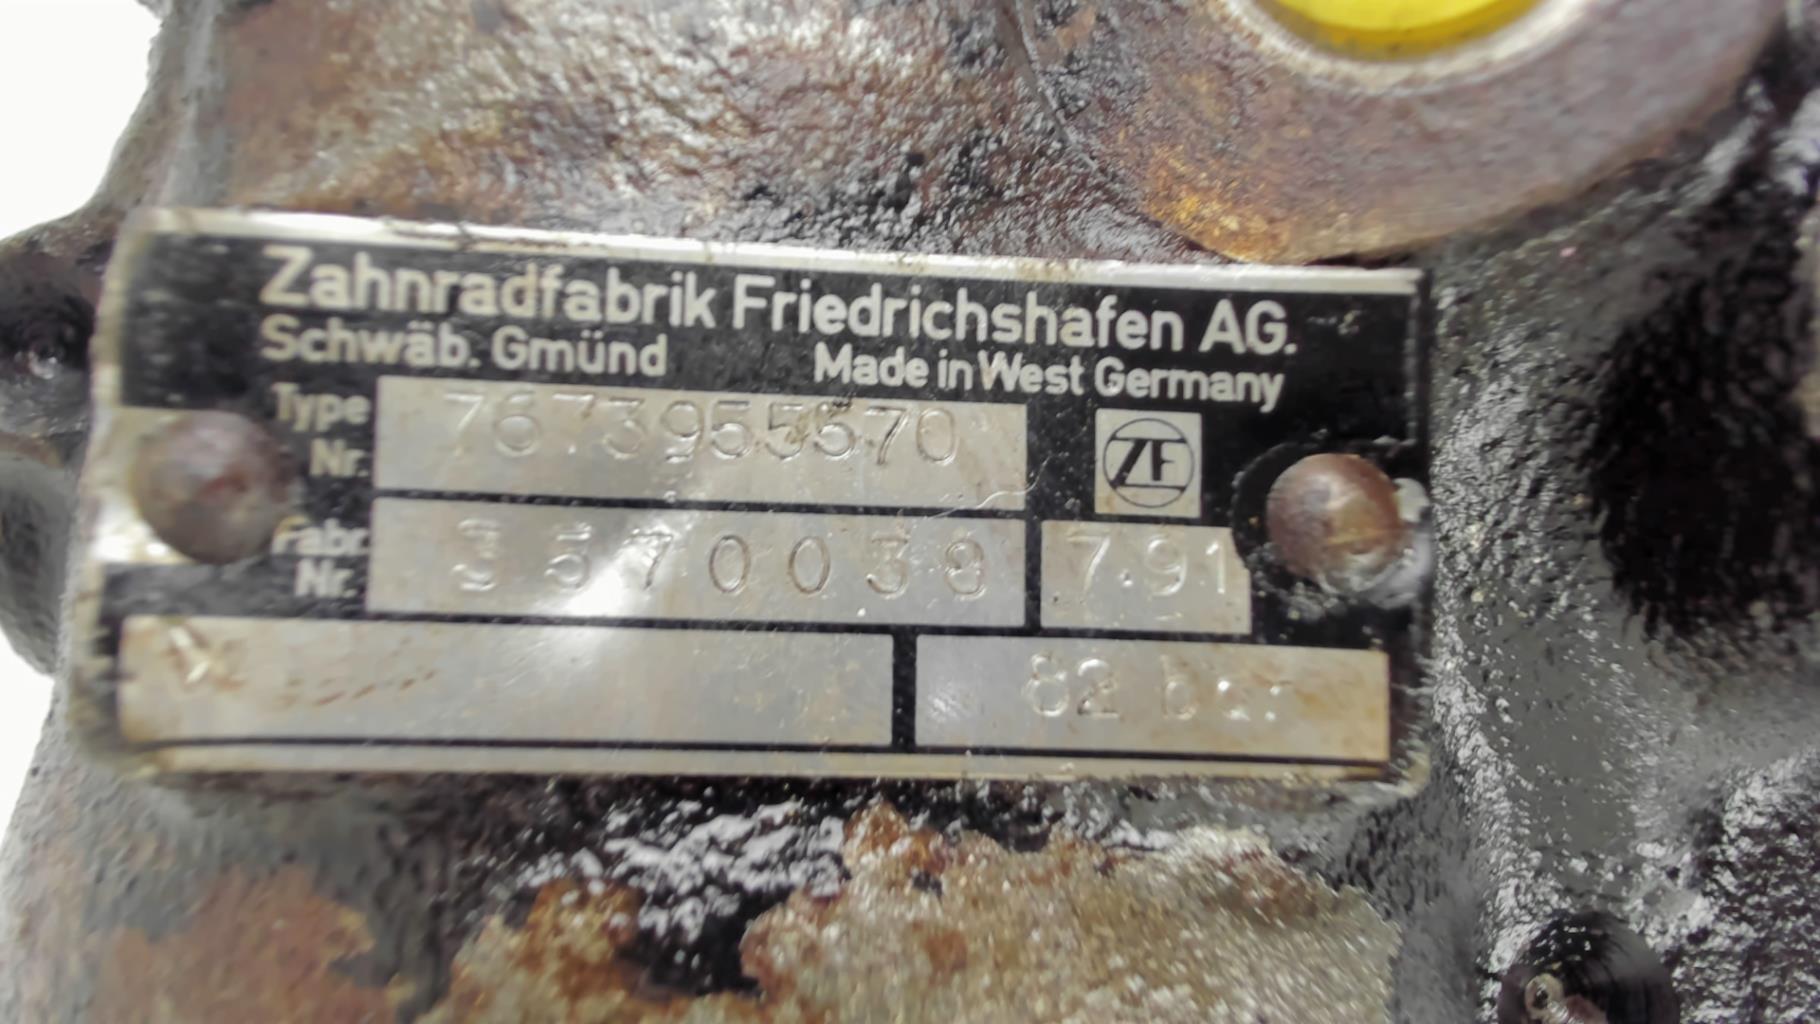 Zahnradfabrik Friedrichshafen AG.
Schwäb. Gmünd Made in West Germany
Type Nr. 7673955570
ZF
Fabr. Nr. 3570038 7.91
82 bar